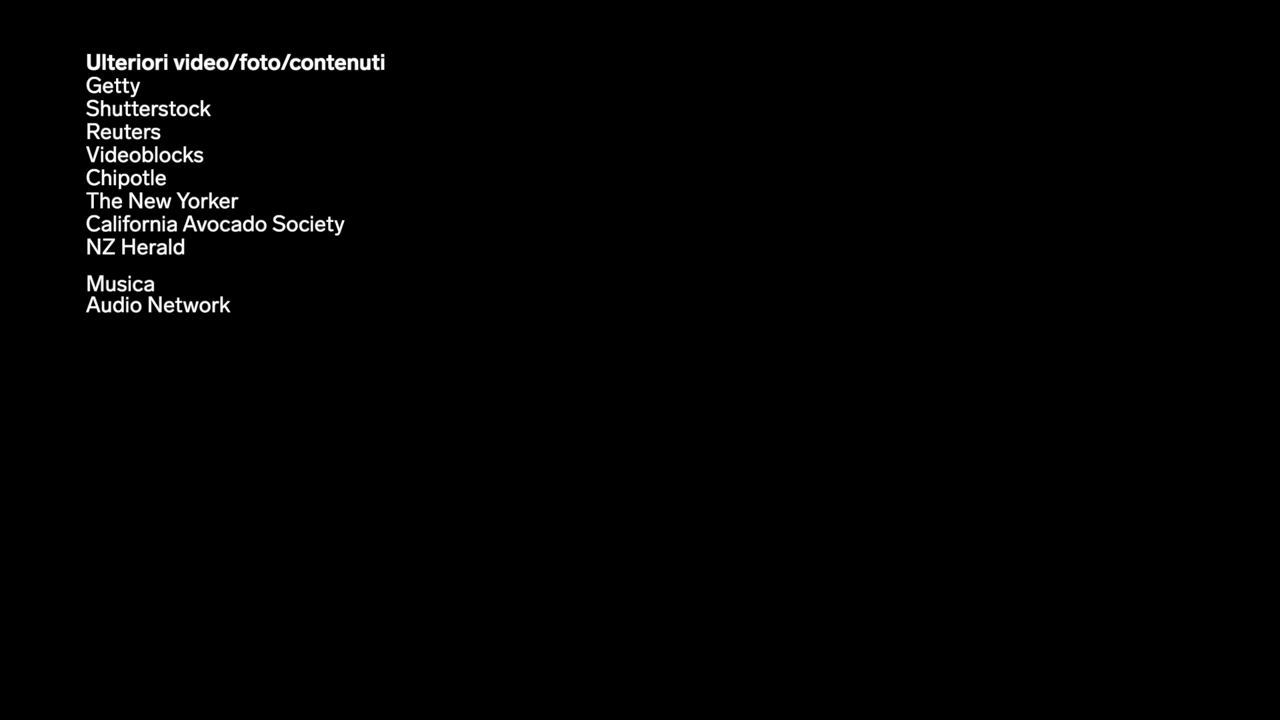 Ulteriori video/foto/contenuti
Getty
Shutterstock
Reuters
Videoblocks
Chipotle
The New Yorker
California Avocado Society
NZ Herald
Musica
Audio Network